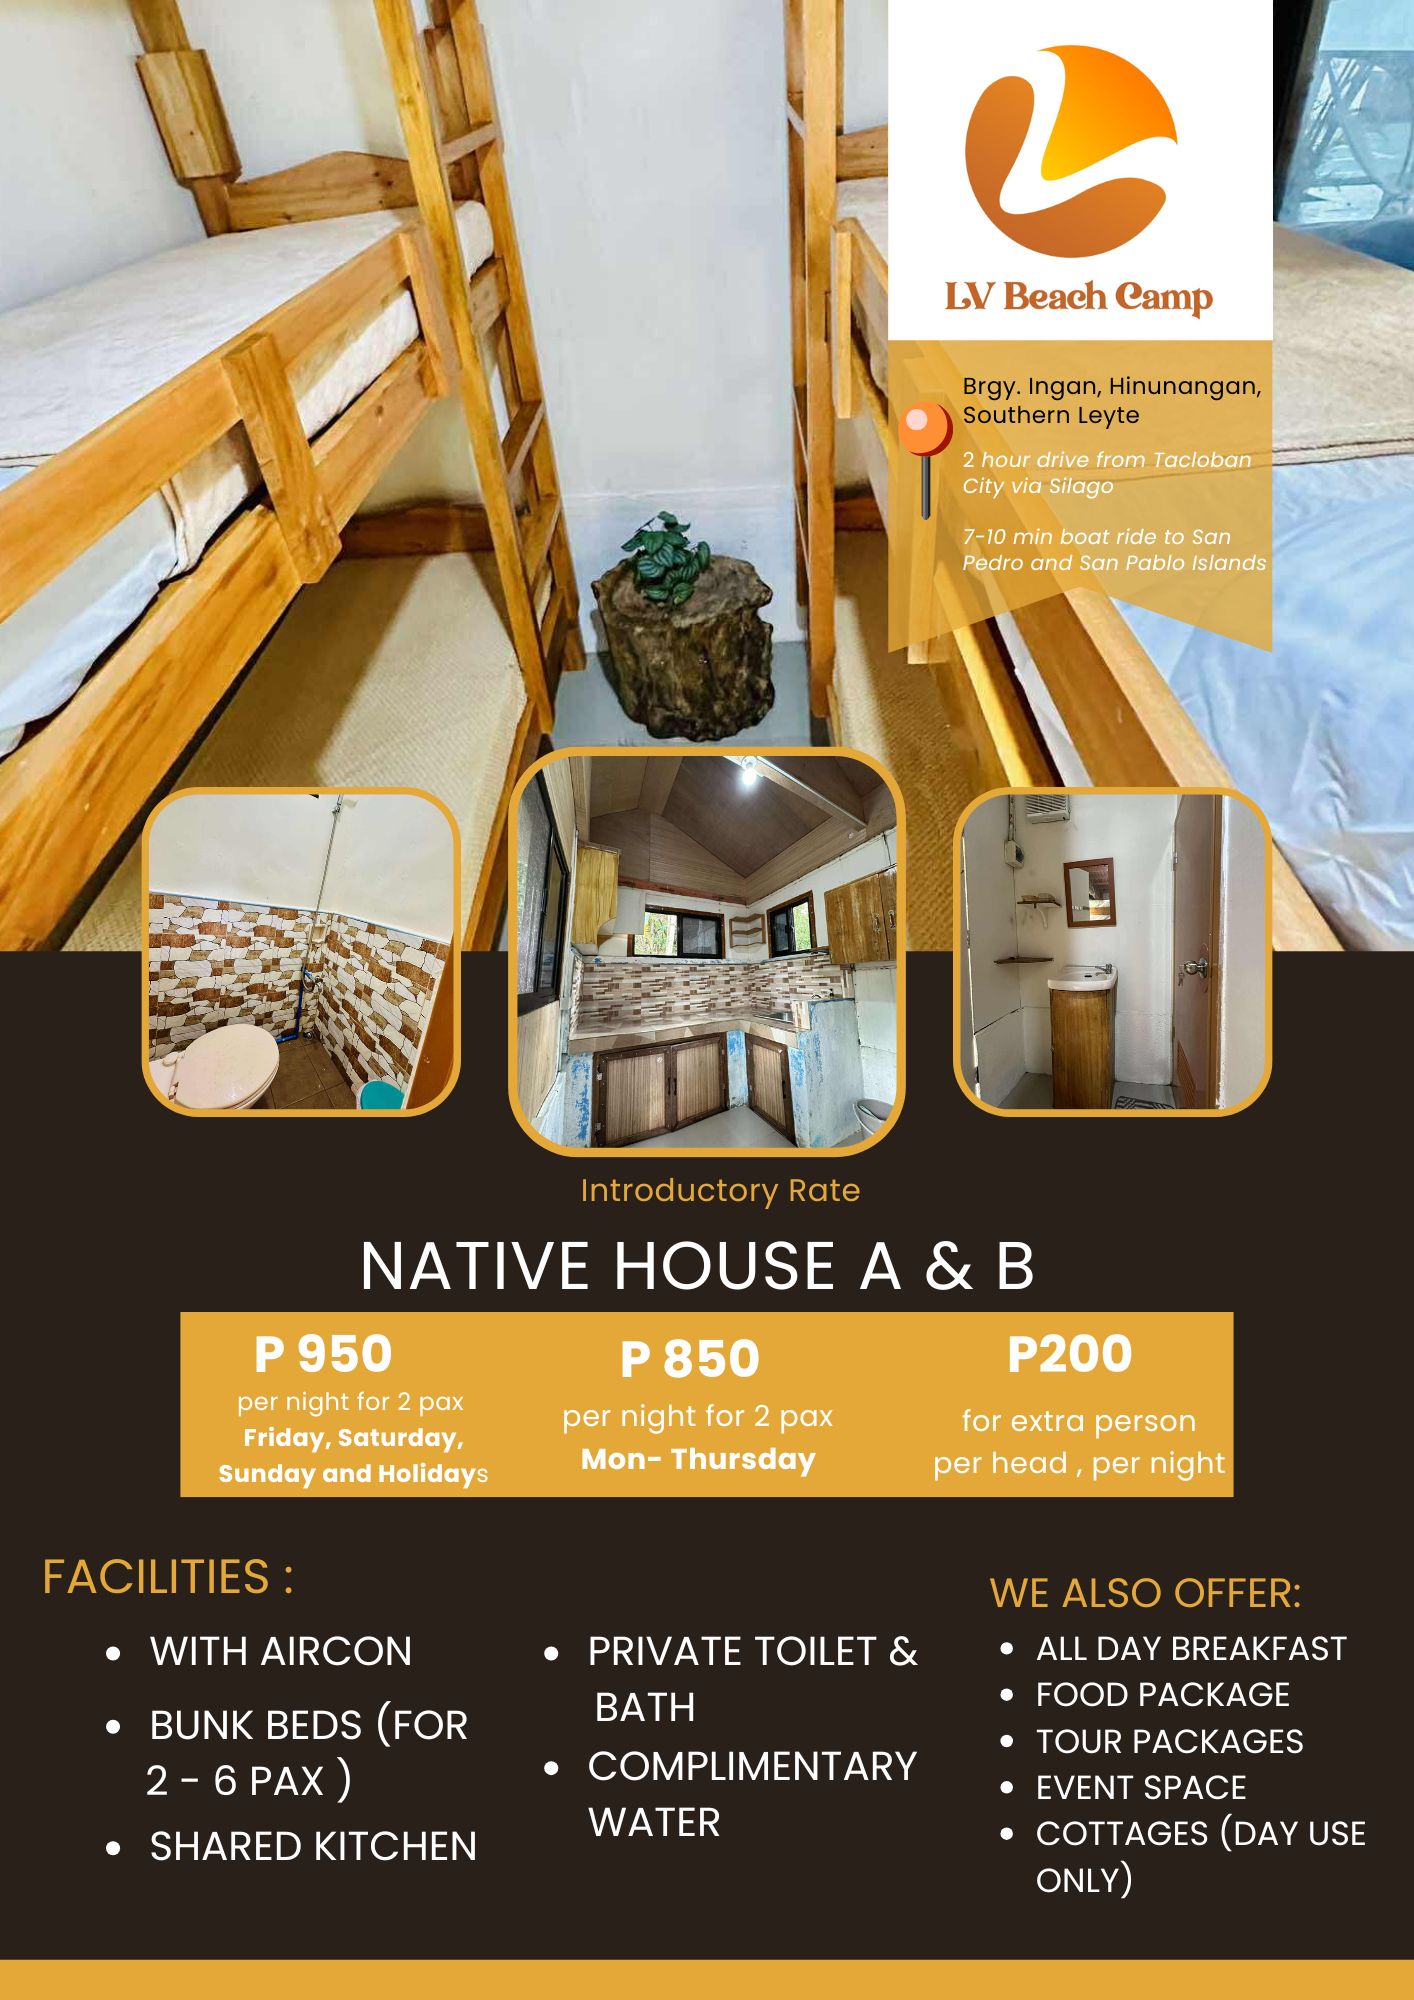 LV Beach Camp
Brgy. Ingan, Hinunangan,
Southern Leyte
2 hour drive from Tacloban
City via Silago
7-10 min boat ride to San
Pedro and San Pablo Islands
Introductory Rate
NATIVE HOUSE A & B
P 950
per night for 2 pax
Friday, Saturday,
Sunday and Holidays
P 850
per night for 2 pax
Mon- Thursday
P200
for extra person
per head , per night
FACILITIES :
• WITH AIRCON
• BUNK BEDS (FOR
2 - 6 PAX )
• SHARED KITCHEN
• PRIVATE TOILET &
BATH
• COMPLIMENTARY
WATER
WE ALSO OFFER:
• ALL DAY BREAKFAST
• FOOD PACKAGE
• TOUR PACKAGES
• EVENT SPACE
• COTTAGES (DAY USE
ONLY)